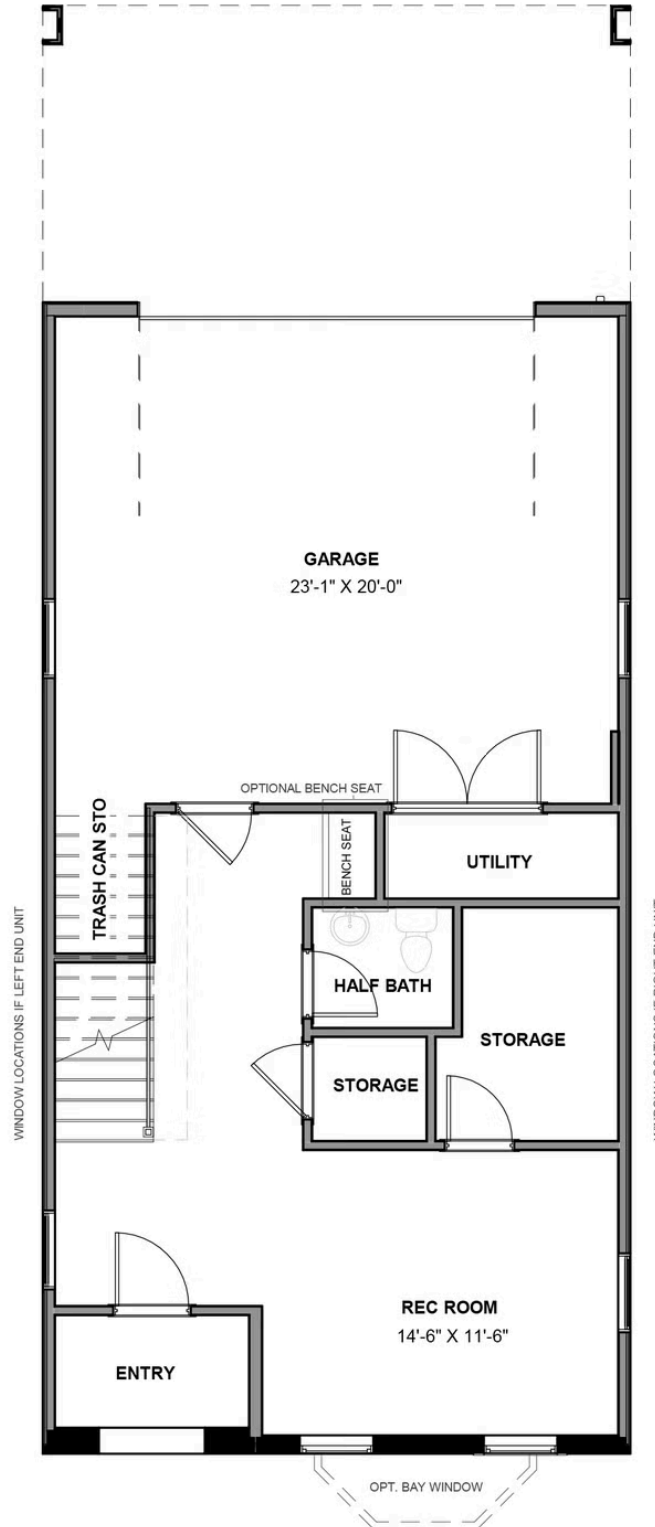 GARAGE
23'-1" X 20'-0"
OPTIONAL BENCH SEAT
TRASH CAN STO
BENCH SEAT
UTILITY
WINDOW LOCATIONS IF LEFT END UNIT
HALF BATH
STORAGE
STORAGE
REC ROOM
14'-6" X 11'-6"
ENTRY
OPT. BAY WINDOW